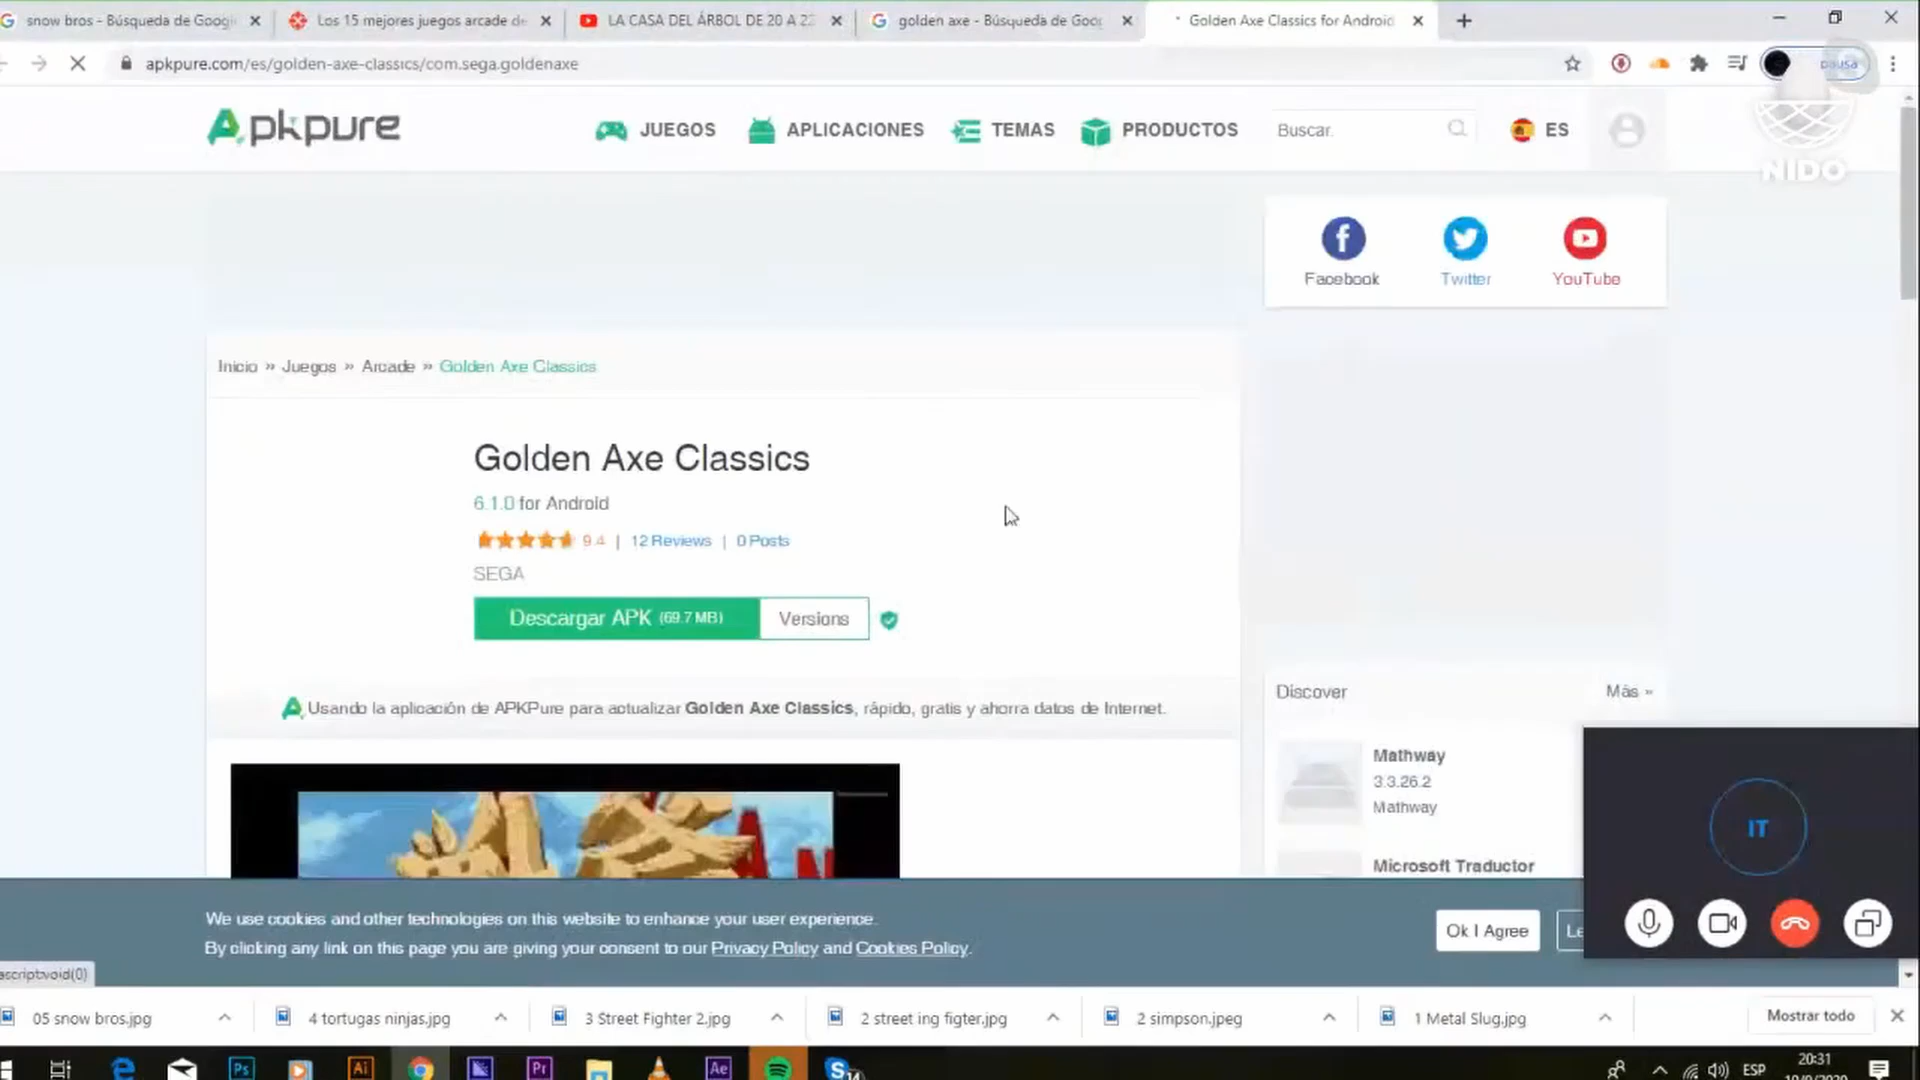 snow bros - Búsqueda de Googl
Los 15 mejores juegos arcade de
LA CASA DEL ÁRBOL DE 20 A 22
golden axe - Búsqueda de Goog
Golden Axe Classics for Android
apkpure.com/es/golden-axe-classics/com.sega.goldenaxe
pausa
Apkpure
JUEGOS
APLICACIONES
TEMAS
PRODUCTOS
Buscar.
ES
NIDO
Facebook
Twitter
YouTube
Inicio » Juegos » Arcade » Golden Axe Classics
Golden Axe Classics
6.1.0 for Android
9.4 | 12 Reviews | 0 Posts
SEGA
Descargar APK (69.7 MB)
Versions
Usando la aplicación de APKPure para actualizar Golden Axe Classics, rápido, gratis y ahorra datos de Internet.
Discover
Más »
Mathway
3.3.26.2
Mathway
Microsoft Traductor
IT
We use cookies and other technologies on this website to enhance your user experience.
By clicking any link on this page you are giving your consent to our Privacy Policy and Cookies Policy.
Ok I Agree
Le
ascript:void(0)
05 snow bros.jpg
4 tortugas ninjas.jpg
3 Street Fighter 2.jpg
2 street ing figter.jpg
2 simpson.jpeg
1 Metal Slug.jpg
Mostrar todo
Ps
Ai
Pr
Ae
S
14
ESP
20:31